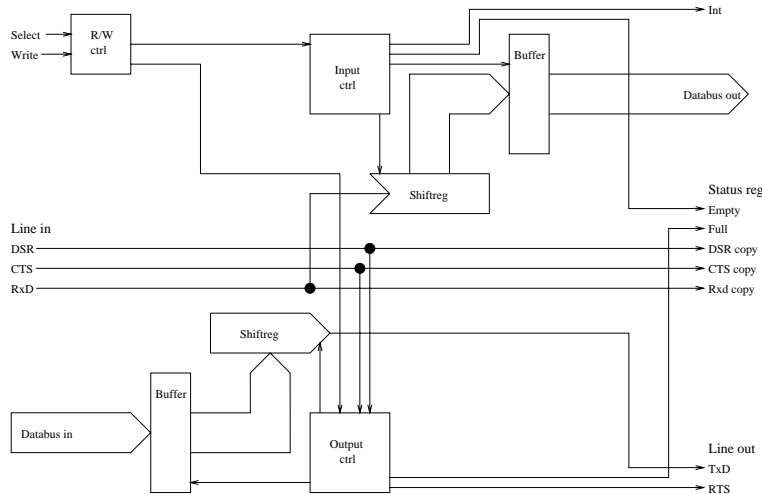 Int
Select
R/W
ctrl
Write
Input
ctrl
Buffer
Databus out
Shiftreg
Status reg
Empty
Line in
Full
DSR
DSR copy
CTS
CTS copy
RxD
Rxd copy
Shiftreg
Buffer
Databus in
Output
ctrl
Line out
TxD
RTS